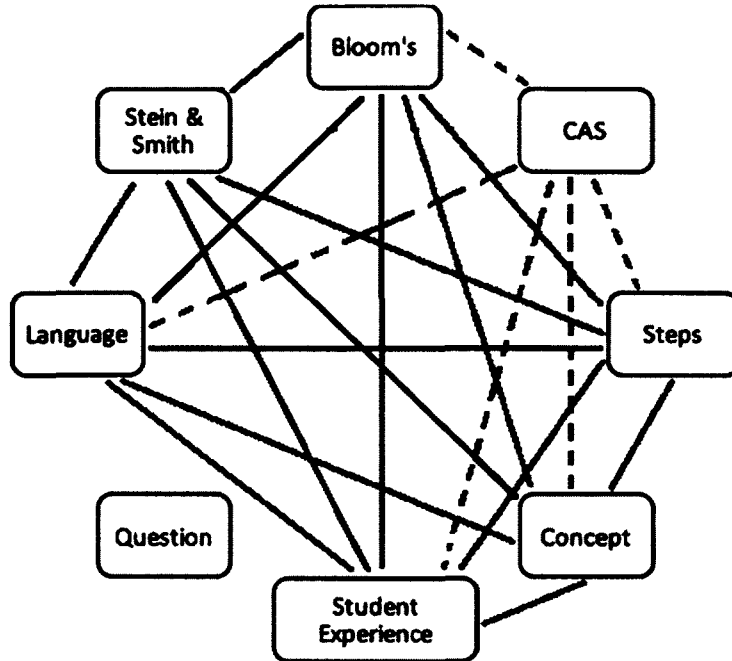 Bloom's
Stein &
Smith
CAS
Language
Steps
Question
Concept
Student
Experience